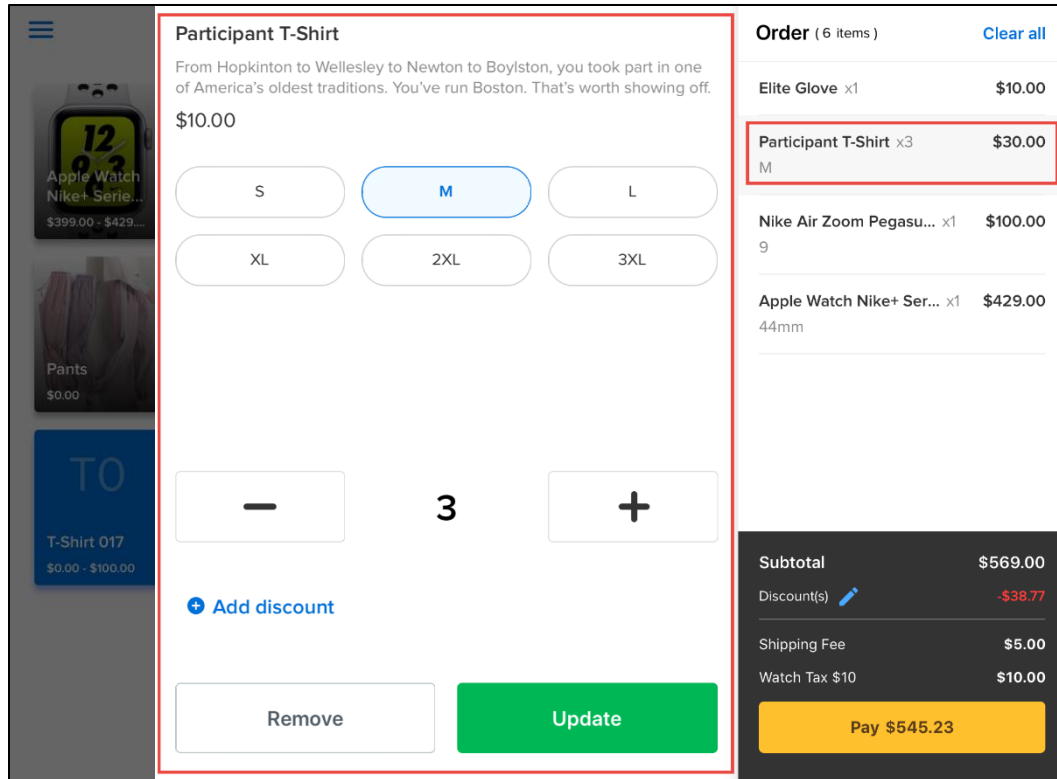 Apple Watch
Nike+ Serie...
$399.00 - $429....
Pants
$0.00
TO
T-Shirt 017
$0.00 - $100.00
Participant T-Shirt
From Hopkinton to Wellesley to Newton to Boylston, you took part in one
of America's oldest traditions. You've run Boston. That's worth showing off.
$10.00
S
M
L
XL
2XL
3XL
3
Add discount
Remove
Update
Order ( 6 items )
Clear all
Elite Glove x1
$10.00
Participant T-Shirt x3
$30.00
M
Nike Air Zoom Pegasu... x1
$100.00
9
Apple Watch Nike+ Ser... x1
$429.00
44mm
Subtotal
$569.00
Discount(s)
-$38.77
Shipping Fee
$5.00
Watch Tax $10
$10.00
Pay $545.23